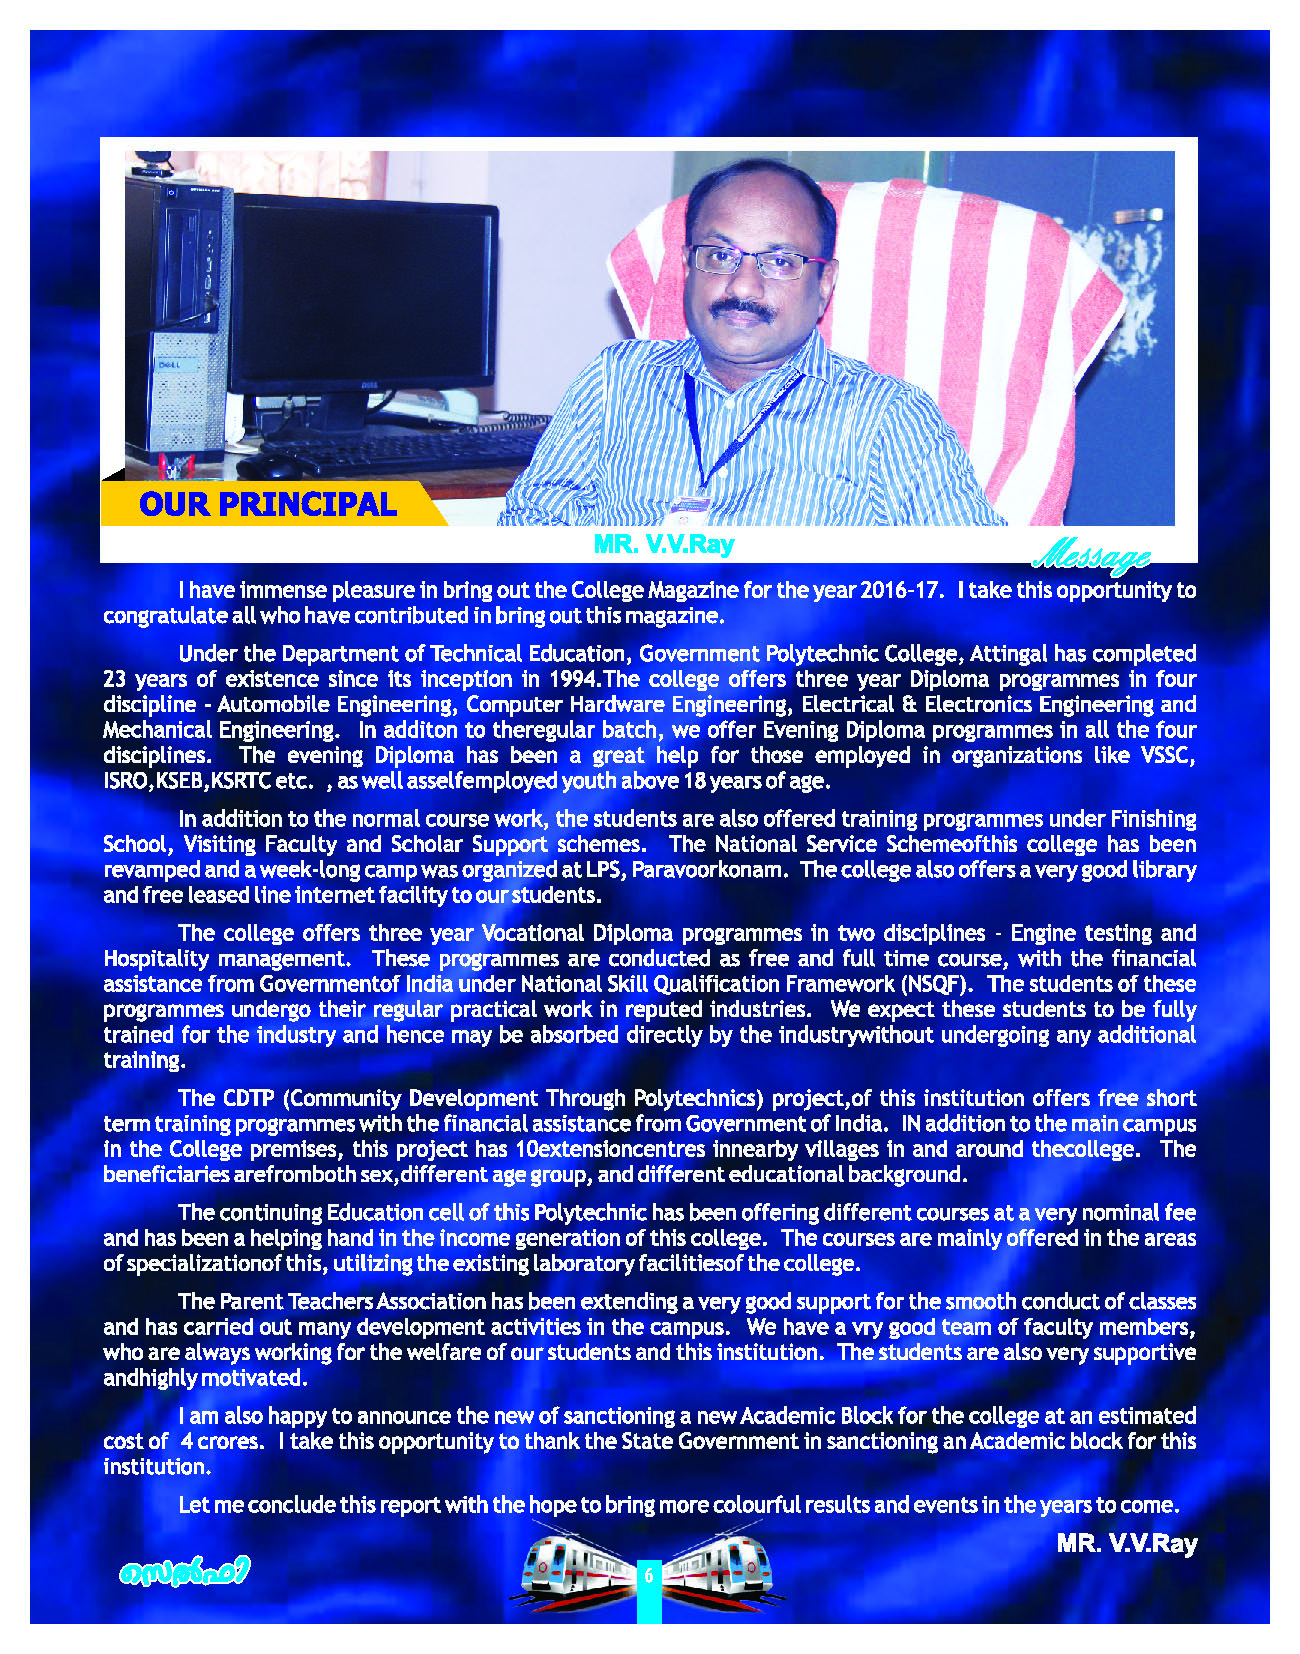 DELL
DELL
OUR PRINCIPAL
MR. V.V.Ray
Message
I have immense pleasure in bring out the College Magazine for the year 2016-17. I take this opportunity to
congratulate all who have contributed in bring out this magazine.
Under the Department of Technical Education, Government Polytechnic College, Attingal has completed
23 years of existence since its inception in 1994.The college offers three year Diploma programmes in four
discipline - Automobile Engineering, Computer Hardware Engineering, Electrical & Electronics Engineering and
Mechanical Engineering. In additon to theregular batch, we offer Evening Diploma programmes in all the four
disciplines. The evening Diploma has been a great help for those employed in organizations like VSSC,
ISRO,KSEB,KSRTC etc. , as well asselfemployed youth above 18 years of age.
In addition to the normal course work, the students are also offered training programmes under Finishing
School, Visiting Faculty and Scholar Support schemes. The National Service Schemeofthis college has been
revamped and a week-long camp was organized at LPS, Paravoorkonam. The college also offers a very good library
and free leased line internet facility to our students.
The college offers three year Vocational Diploma programmes in two disciplines - Engine testing and
Hospitality management. These programmes are conducted as free and full time course, with the financial
assistance from Governmentof India under National Skill Qualification Framework (NSQF). The students of these
programmes undergo their regular practical work in reputed industries. We expect these students to be fully
trained for the industry and hence may be absorbed directly by the industrywithout undergoing any additional
training.
The CDTP (Community Development Through Polytechnics) project,of this institution offers free short
term training programmes with the financial assistance from Government of India. IN addition to the main campus
in the College premises, this project has 10extensioncentres innearby villages in and around thecollege. The
beneficiaries arefromboth sex,different age group, and different educational background.
The continuing Education cell of this Polytechnic has been offering different courses at a very nominal fee
and has been a helping hand in the income generation of this college. The courses are mainly offered in the areas
of specializationof this, utilizing the existing laboratory facilitiesof the college.
The Parent Teachers Association has been extending a very good support for the smooth conduct of classes
and has carried out many development activities in the campus. We have a vry good team of faculty members,
who are always working for the welfare of our students and this institution. The students are also very supportive
andhighly motivated.
I am also happy to announce the new of sanctioning a new Academic Block for the college at an estimated
cost of 4 crores. I take this opportunity to thank the State Government in sanctioning an Academic block for this
institution.
Let me conclude this report with the hope to bring more colourful results and events in the years to come.
MR. V.V.Ray
സെൽഫി
6